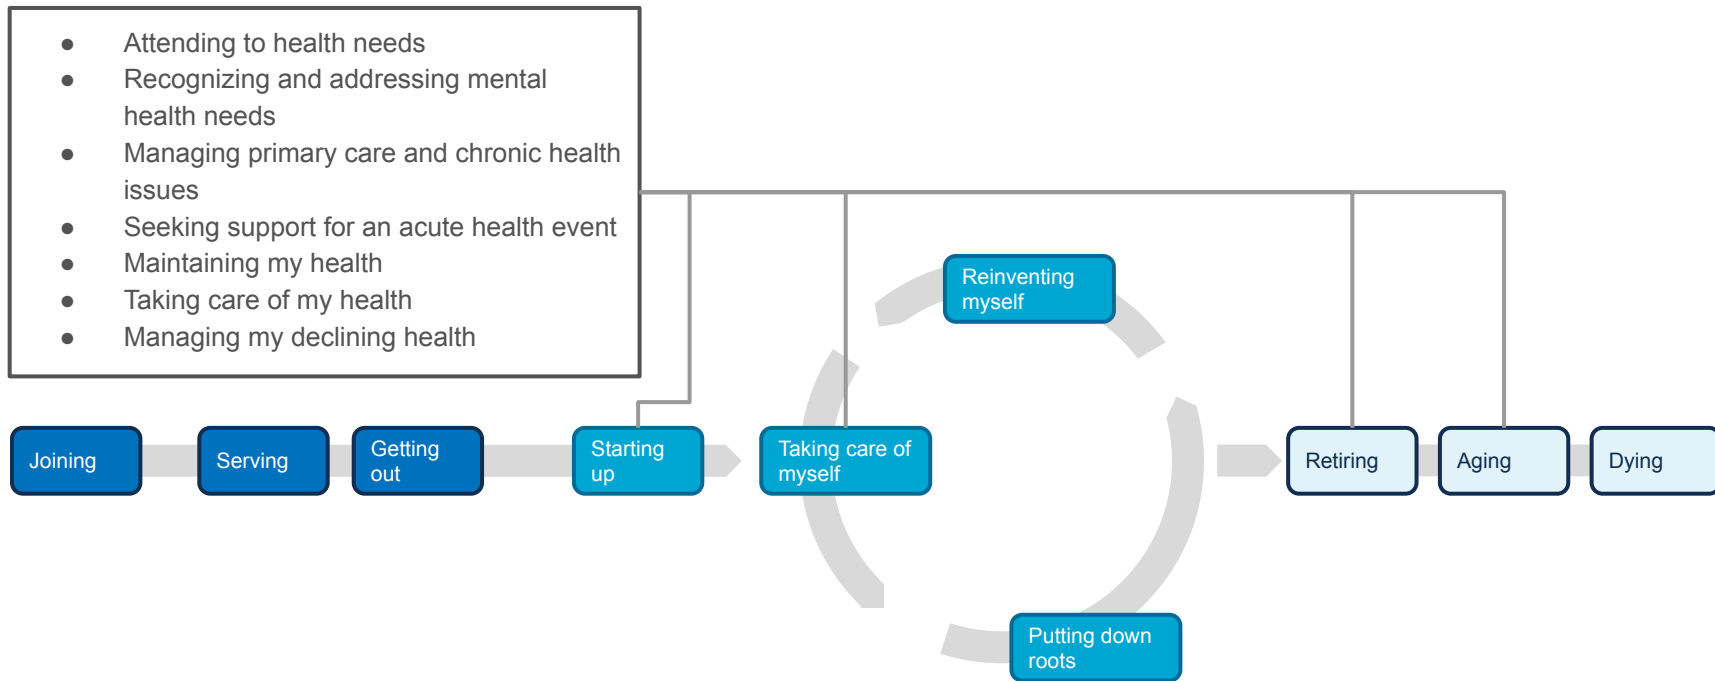 ● Attending to health needs
● Recognizing and addressing mental
health needs
● Managing primary care and chronic health
issues
● Seeking support for an acute health event
● Maintaining my health
● Taking care of my health
● Managing my declining health
Reinventing
myself
Joining
Serving
Getting
out
Starting
up
Taking care of
myself
Retiring
Aging
Dying
Putting down
roots